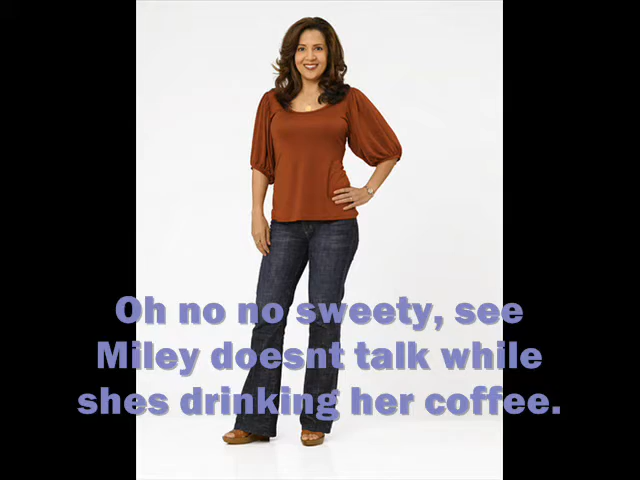 Oh no no sweety, see
Miley doesnt talk while
shes drinking her coffee.